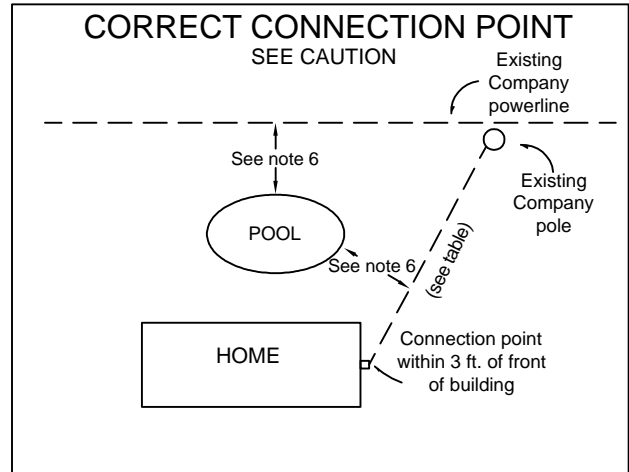 CORRECT CONNECTION POINT
SEE CAUTION
Existing
Company
powerline
See note 6
Existing
Company
pole
POOL
See note 6
(see table)
HOME
Connection point
within 3 ft. of front
of building